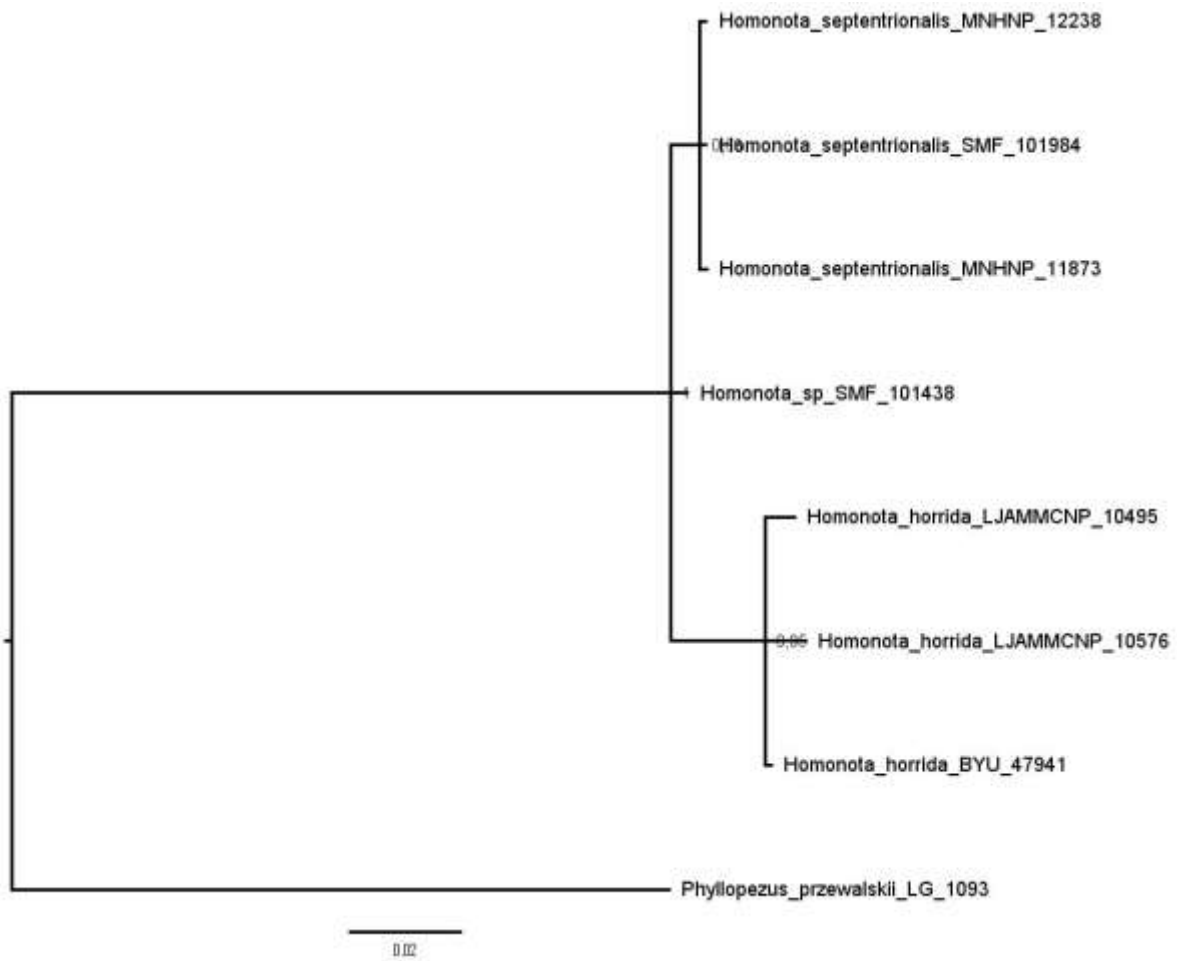 Homonota_septentrionalis_MNHNP_12238
Homonota_septentrionalis_SMF_101984
Homonota_septentrionalis_MNHNP_11873
Homonota_sp_SMF_101438
Homonota_horrida_LJAMMCNP_10495
Homonota_horrida_LJAMMCNP_10576
Homonota_horrida_BYU_47941
Phyllopezus_przewalskii_LG_1093
0.02